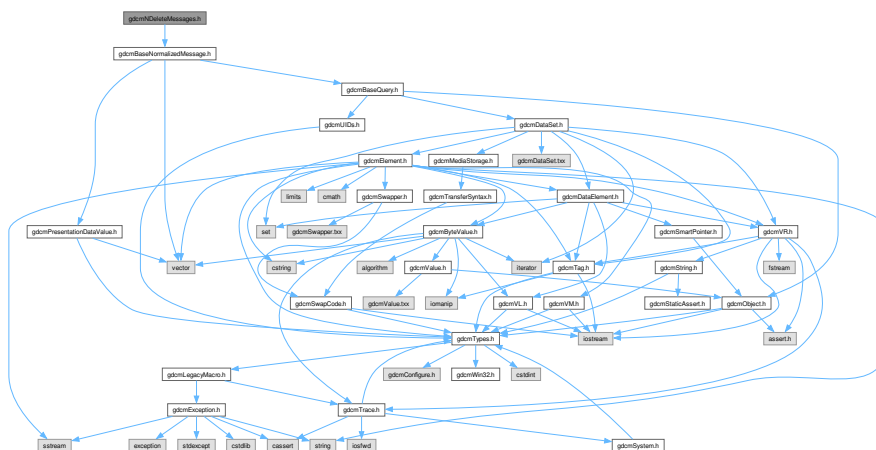 gdcmNDeleteMessages.h
gdcmBaseNormalizedMessage.h
gdcmBaseQuery.h
gdcmUIDs.h
gdcmDataSet.h
gdcmElement.h
gdcmMediaStorage.h
gdcmDataSet.txx
limits
cmath
gdcmSwapper.h
gdcmTransferSyntax.h
gdcmDataElement.h
gdcmPresentationDataValue.h
gdcmSwapper.txx
set
gdcmByteValue.h
gdcmSmartPointer.h
gdcmVR.h
vector
cstring
algorithm
gdcmValue.h
iterator
gdcmTag.h
gdcmString.h
fstream
gdcmSwapCode.h
gdcmValue.txx
iomanip
gdcmVL.h
gdcmVM.h
gdcmStaticAssert.h
gdcmObject.h
gdcmTypes.h
iostream
assert.h
gdcmLegacyMacro.h
gdcmConfigure.h
gdcmWin32.h
cstdint
gdcmException.h
gdcmTrace.h
sstream
exception
stdexcept
cstdlib
cassert
string
iosfwd
gdcmSystem.h